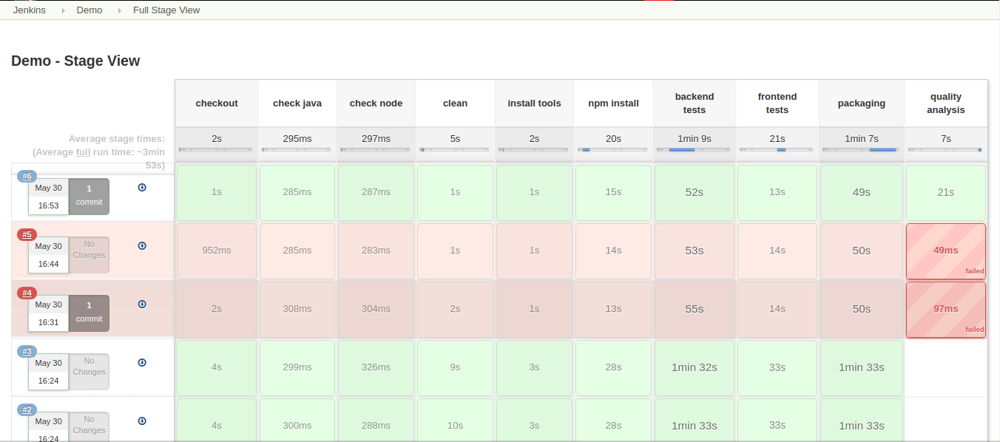 Jenkins Demo Full Stage View
Demo - Stage View
checkout check java check node clean install tools npm install backend tests frontend tests packaging quality analysis
Average stage times:
(Average full run time: ~3min
53s)
2s 295ms 297ms 5s 2s 20s 1min 9s 21s 1min 7s 7s
#6
May 30
16:53
1
commit
1s 285ms 287ms 1s 1s 15s 52s 13s 49s 21s
#5
May 30
16:44
No
Changes
952ms 285ms 283ms 1s 1s 14s 53s 14s 50s 49ms
failed
#4
May 30
16:31
1
commit
2s 308ms 304ms 2s 1s 13s 55s 14s 50s 97ms
failed
#3
May 30
16:24
No
Changes
4s 299ms 326ms 9s 3s 28s 1min 32s 33s 1min 33s
#2
May 30
16:24
No
Changes
4s 300ms 288ms 10s 3s 28s 1min 33s 33s 1min 33s